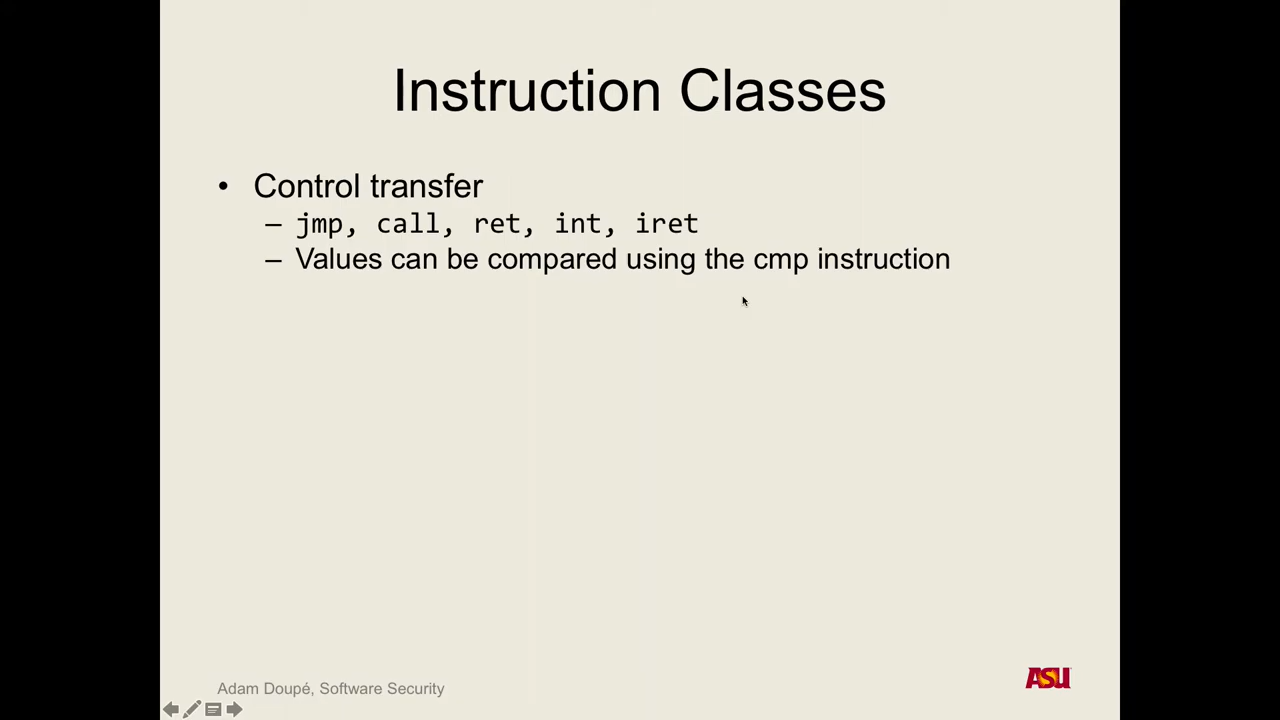 Instruction Classes
• Control transfer
– jmp, call, ret, int, iret
– Values can be compared using the cmp instruction
Adam Doupé, Software Security
ASU